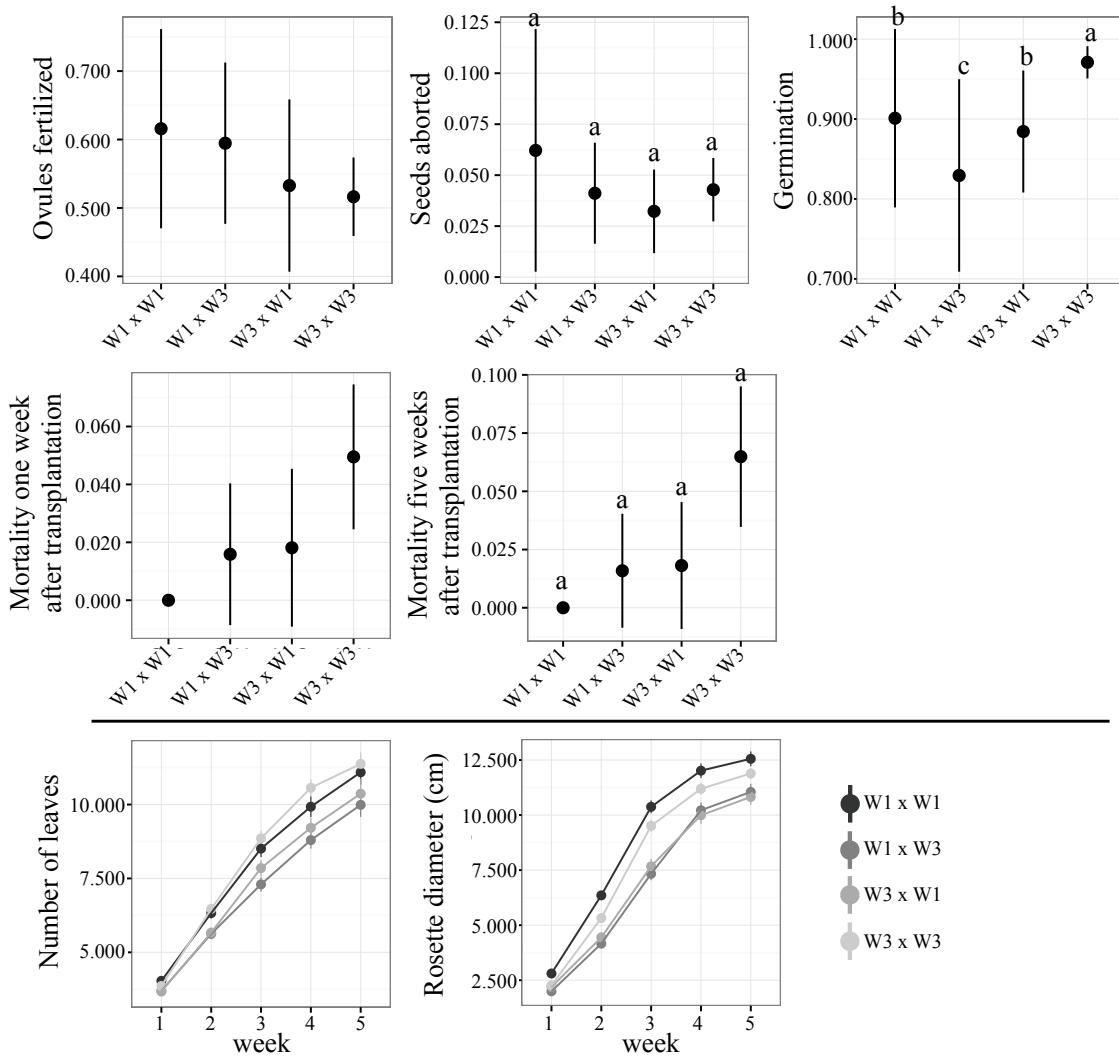 Ovules fertilized
0.700
0.600
0.500
0.400
W1 x W1
W1 x W3
W3 x W1
W3 x W3
Seeds aborted
0.125
0.100
0.075
0.050
0.025
0.000
a
a
a
a
W1 x W1
W1 x W3
W3 x W1
W3 x W3
Germination
1.000
0.900
0.800
0.700
b
c
b
a
W1 x W1
W1 x W3
W3 x W1
W3 x W3
Mortality one week
after transplantation
0.060
0.040
0.020
0.000
W1 x W1
W1 x W3
W3 x W1
W3 x W3
Mortality five weeks
after transplantation
0.100
0.075
0.050
0.025
0.000
a
a
a
a
W1 x W1
W1 x W3
W3 x W1
W3 x W3
Number of leaves
10.000
7.500
5.000
1 2 3 4 5
week
Rosette diameter (cm)
12.500
10.000
7.500
5.000
2.500
1 2 3 4 5
week
W1 x W1
W1 x W3
W3 x W1
W3 x W3